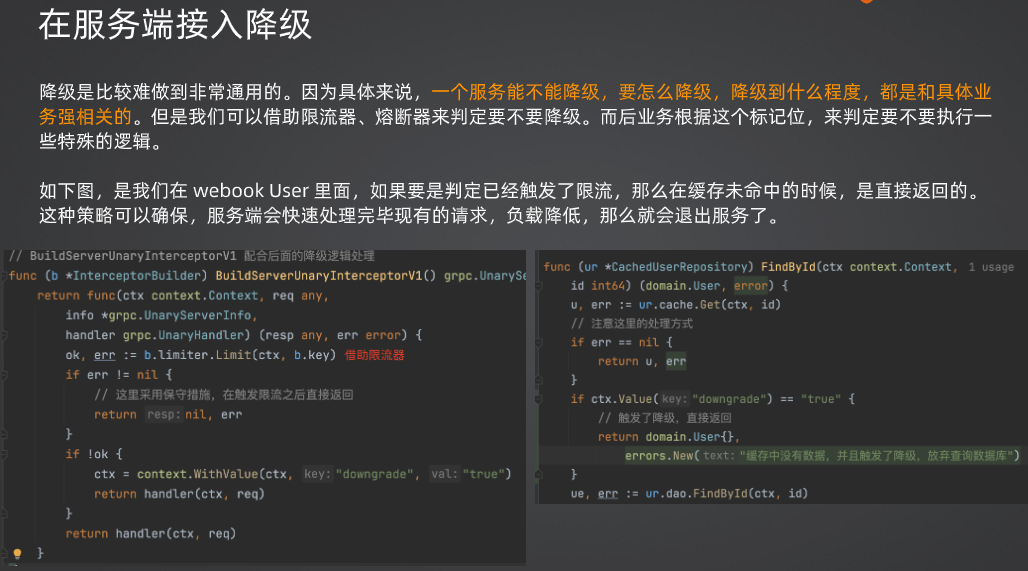 在服务端接入降级
降级是比较难做到非常通用的。因为具体来说，一个服务能不能降级，要怎么降级，降级到什么程度，都是和具体业
务强相关的。但是我们可以借助限流器、熔断器来判定要不要降级。而后业务根据这个标记位，来判定要不要执行一
些特殊的逻辑。
如下图，是我们在 webook User 里面，如果要是判定已经触发了限流，那么在缓存未命中的时候，是直接返回的。
这种策略可以确保，服务端会快速处理完毕现有的请求，负载降低，那么就会退出服务了。
// BuildServerUnaryInterceptorV1 配合后面的降级逻辑处理
func (b *InterceptorBuilder) BuildServerUnaryInterceptorV1() grpc.UnarySe
return func(ctx context.Context, req any,
info *grpc.UnaryServerInfo,
handler grpc.UnaryHandler) (resp any, err error) {
ok, err := b.limiter.Limit(ctx, b.key) 借助限流器
if err != nil {
// 这里采用保守措施，在触发限流之后直接返回
return resp: nil, err
}
if !ok {
ctx = context.WithValue(ctx, key: "downgrade", val: "true")
return handler(ctx, req)
}
return handler(ctx, req)
}
func (ur *CachedUserRepository) FindById(ctx context.Context, 1 usage
id int64) (domain.User, error) {
u, err := ur.cache.Get(ctx, id)
// 注意这里的处理方式
if err == nil {
return u, err
}
if ctx.Value( key: "downgrade") == "true" {
// 触发了降级，直接返回
return domain.User{},
errors.New( text: "缓存中没有数据，并且触发了降级，放弃查询数据库")
}
ue, err := ur.dao.FindById(ctx, id)